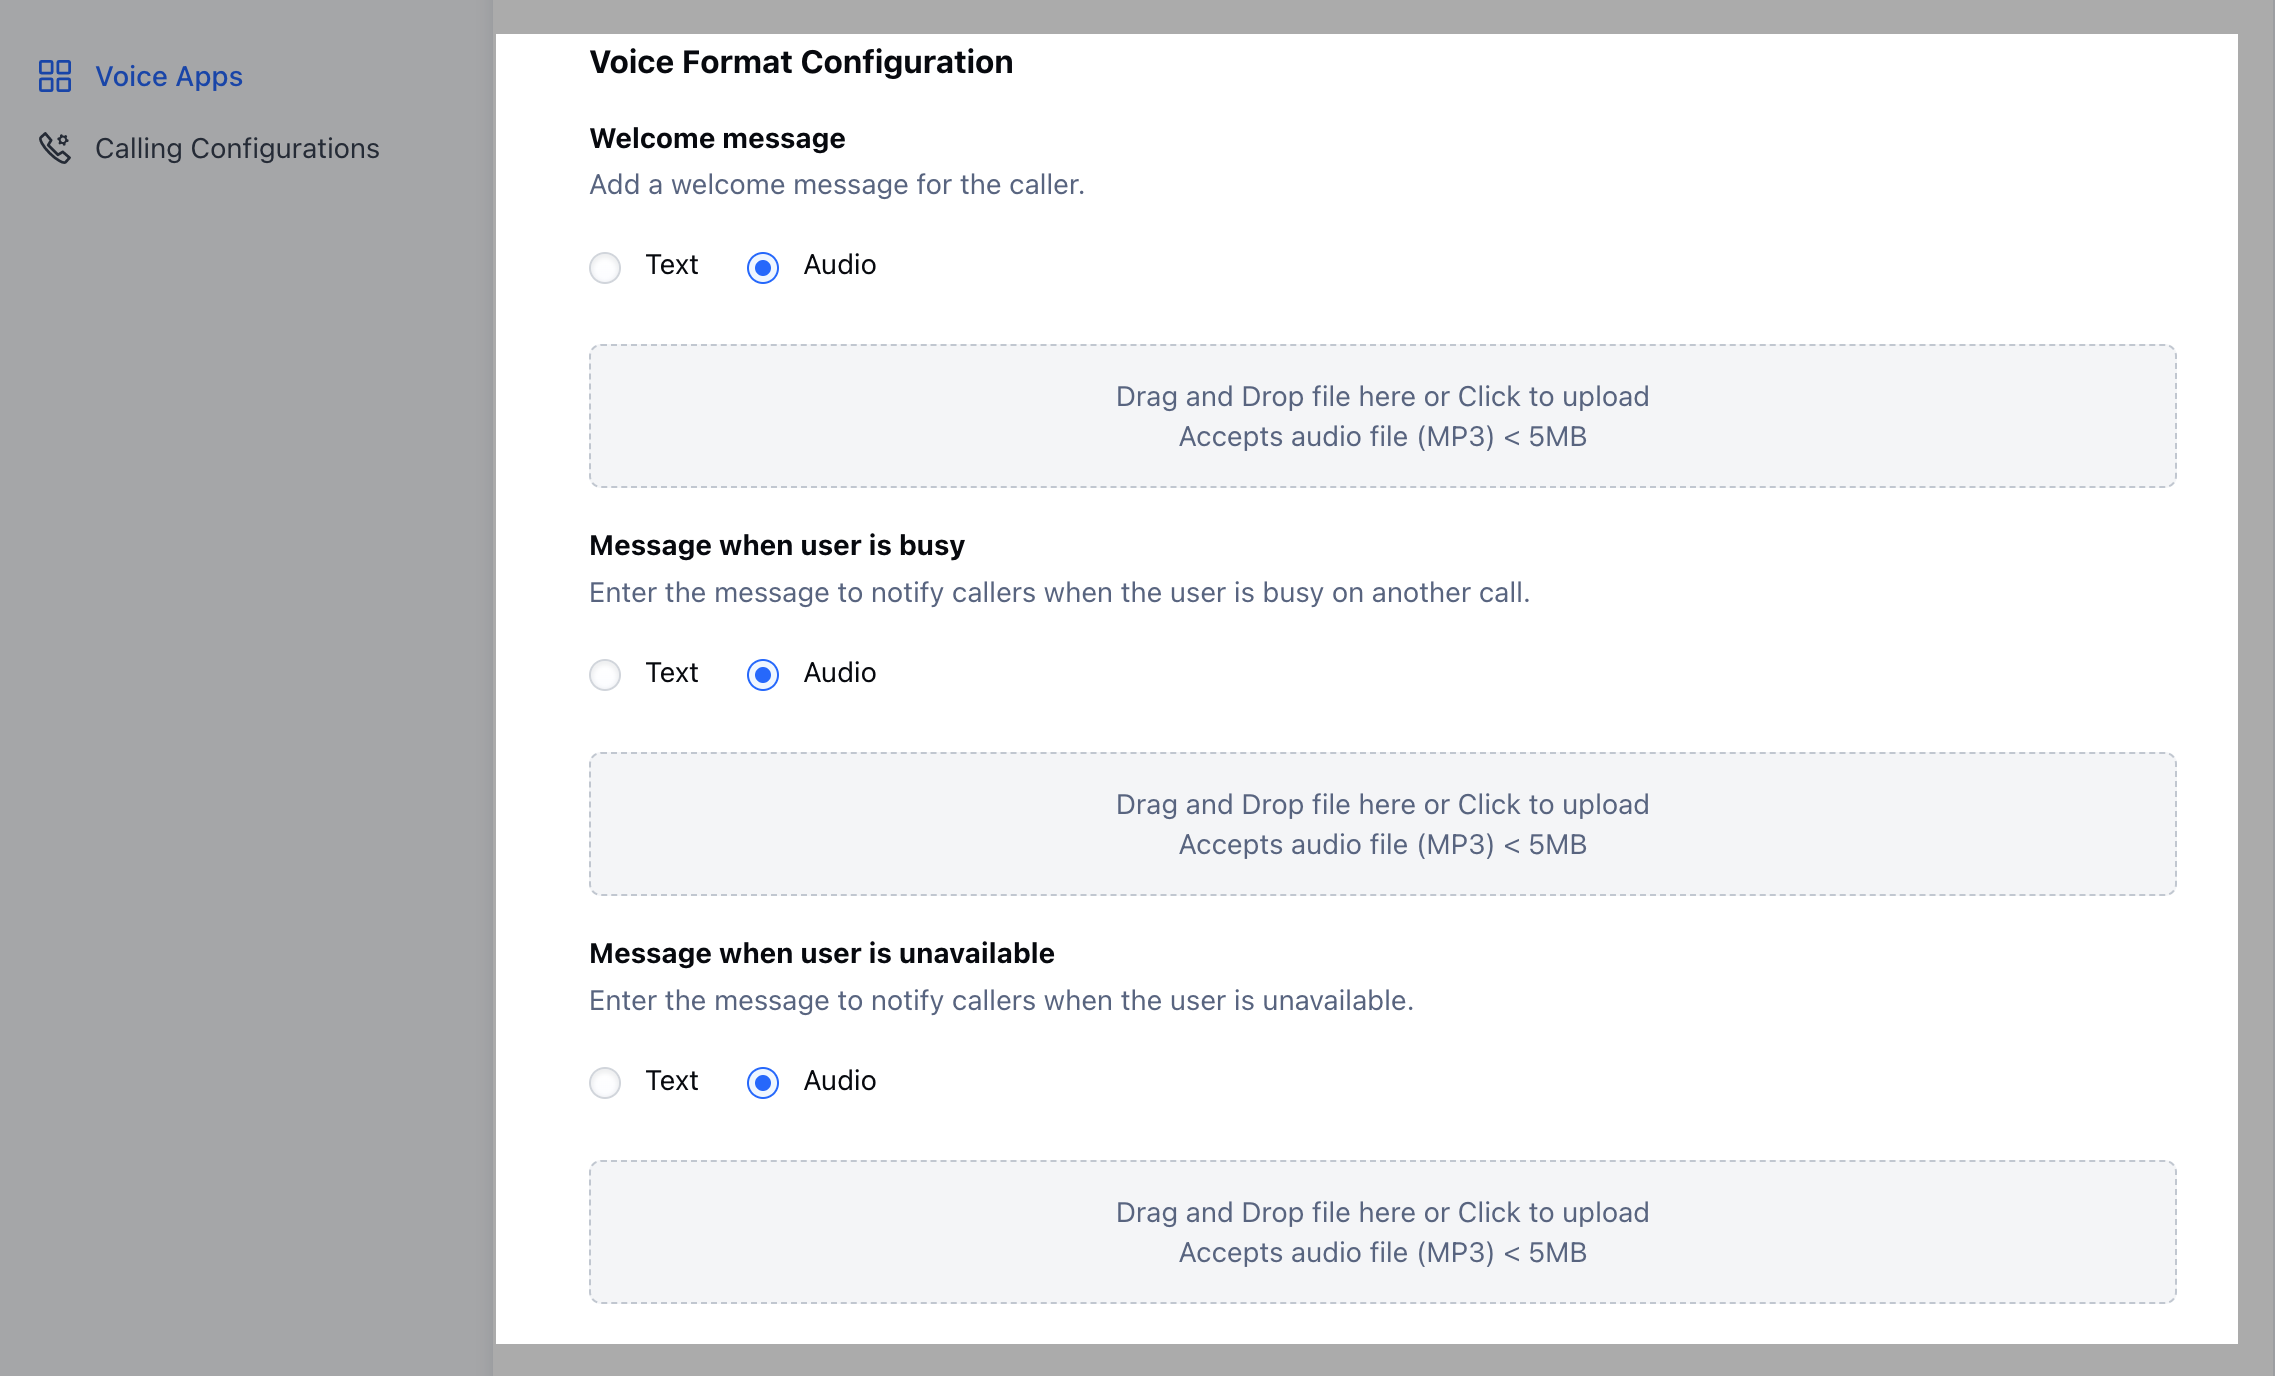 Voice Apps
Calling Configurations
Voice Format Configuration
Welcome message
Add a welcome message for the caller.
Text
Audio
Drag and Drop file here or Click to upload
Accepts audio file (MP3) < 5MB
Message when user is busy
Enter the message to notify callers when the user is busy on another call.
Text
Audio
Drag and Drop file here or Click to upload
Accepts audio file (MP3) < 5MB
Message when user is unavailable
Enter the message to notify callers when the user is unavailable.
Text
Audio
Drag and Drop file here or Click to upload
Accepts audio file (MP3) < 5MB